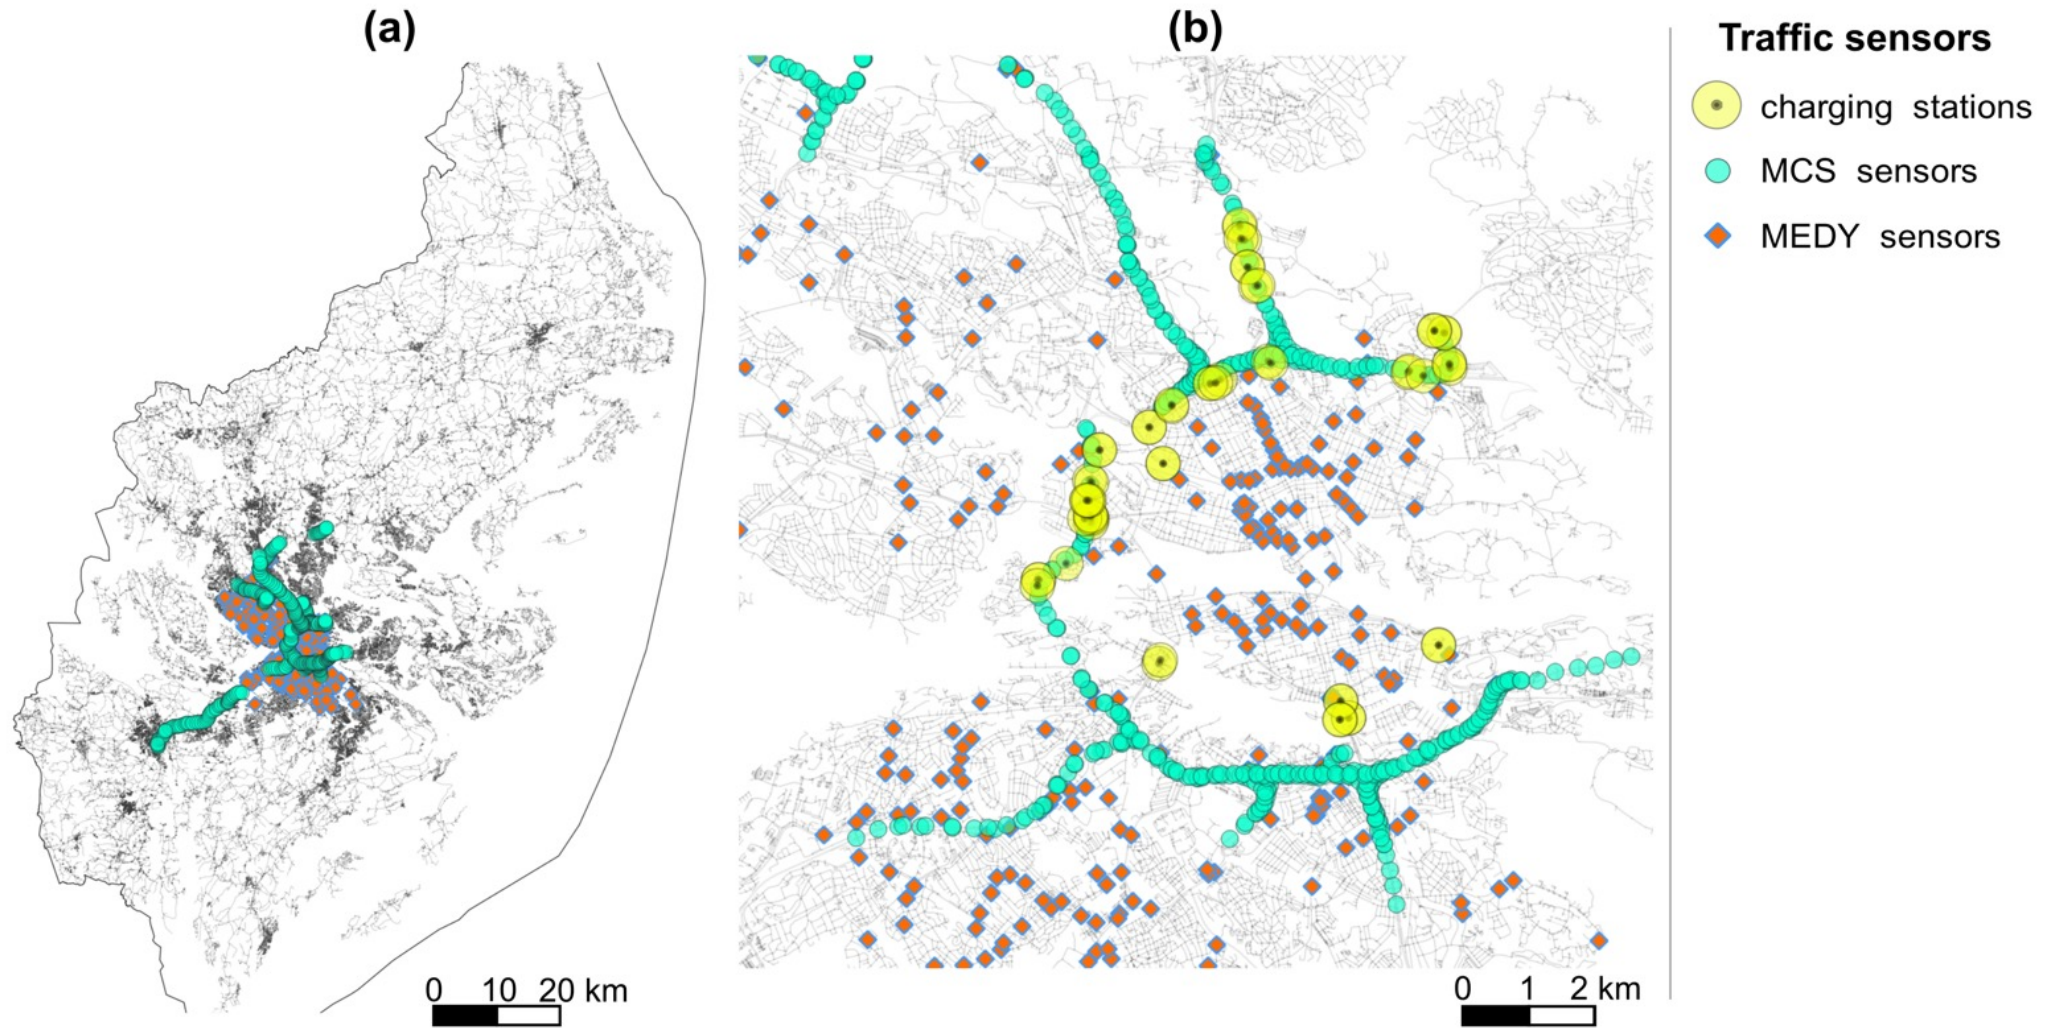 (a)
(b)
Traffic sensors
charging stations
MCS sensors
MEDY sensors
0 10 20 km
0 1 2 km